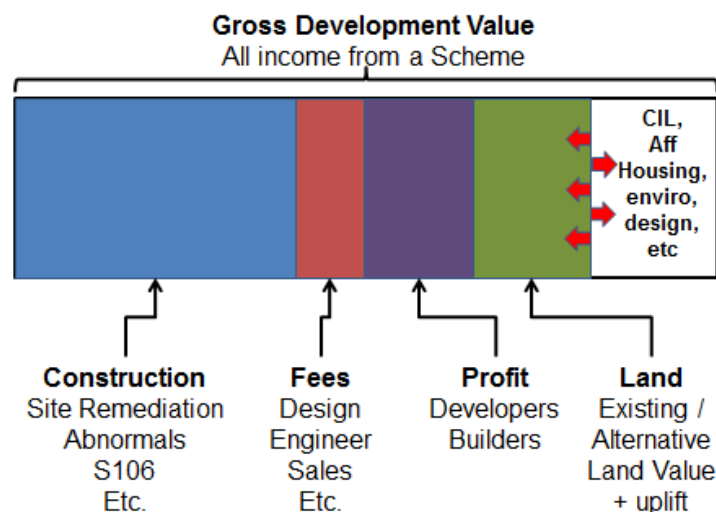 Gross Development Value
All income from a Scheme
CIL,
Aff
Housing,
enviro,
design,
etc
Construction
Site Remediation
Abnormals
S106
Etc.
Fees
Design
Engineer
Sales
Etc.
Profit
Developers
Builders
Land
Existing /
Alternative
Land Value
+ uplift